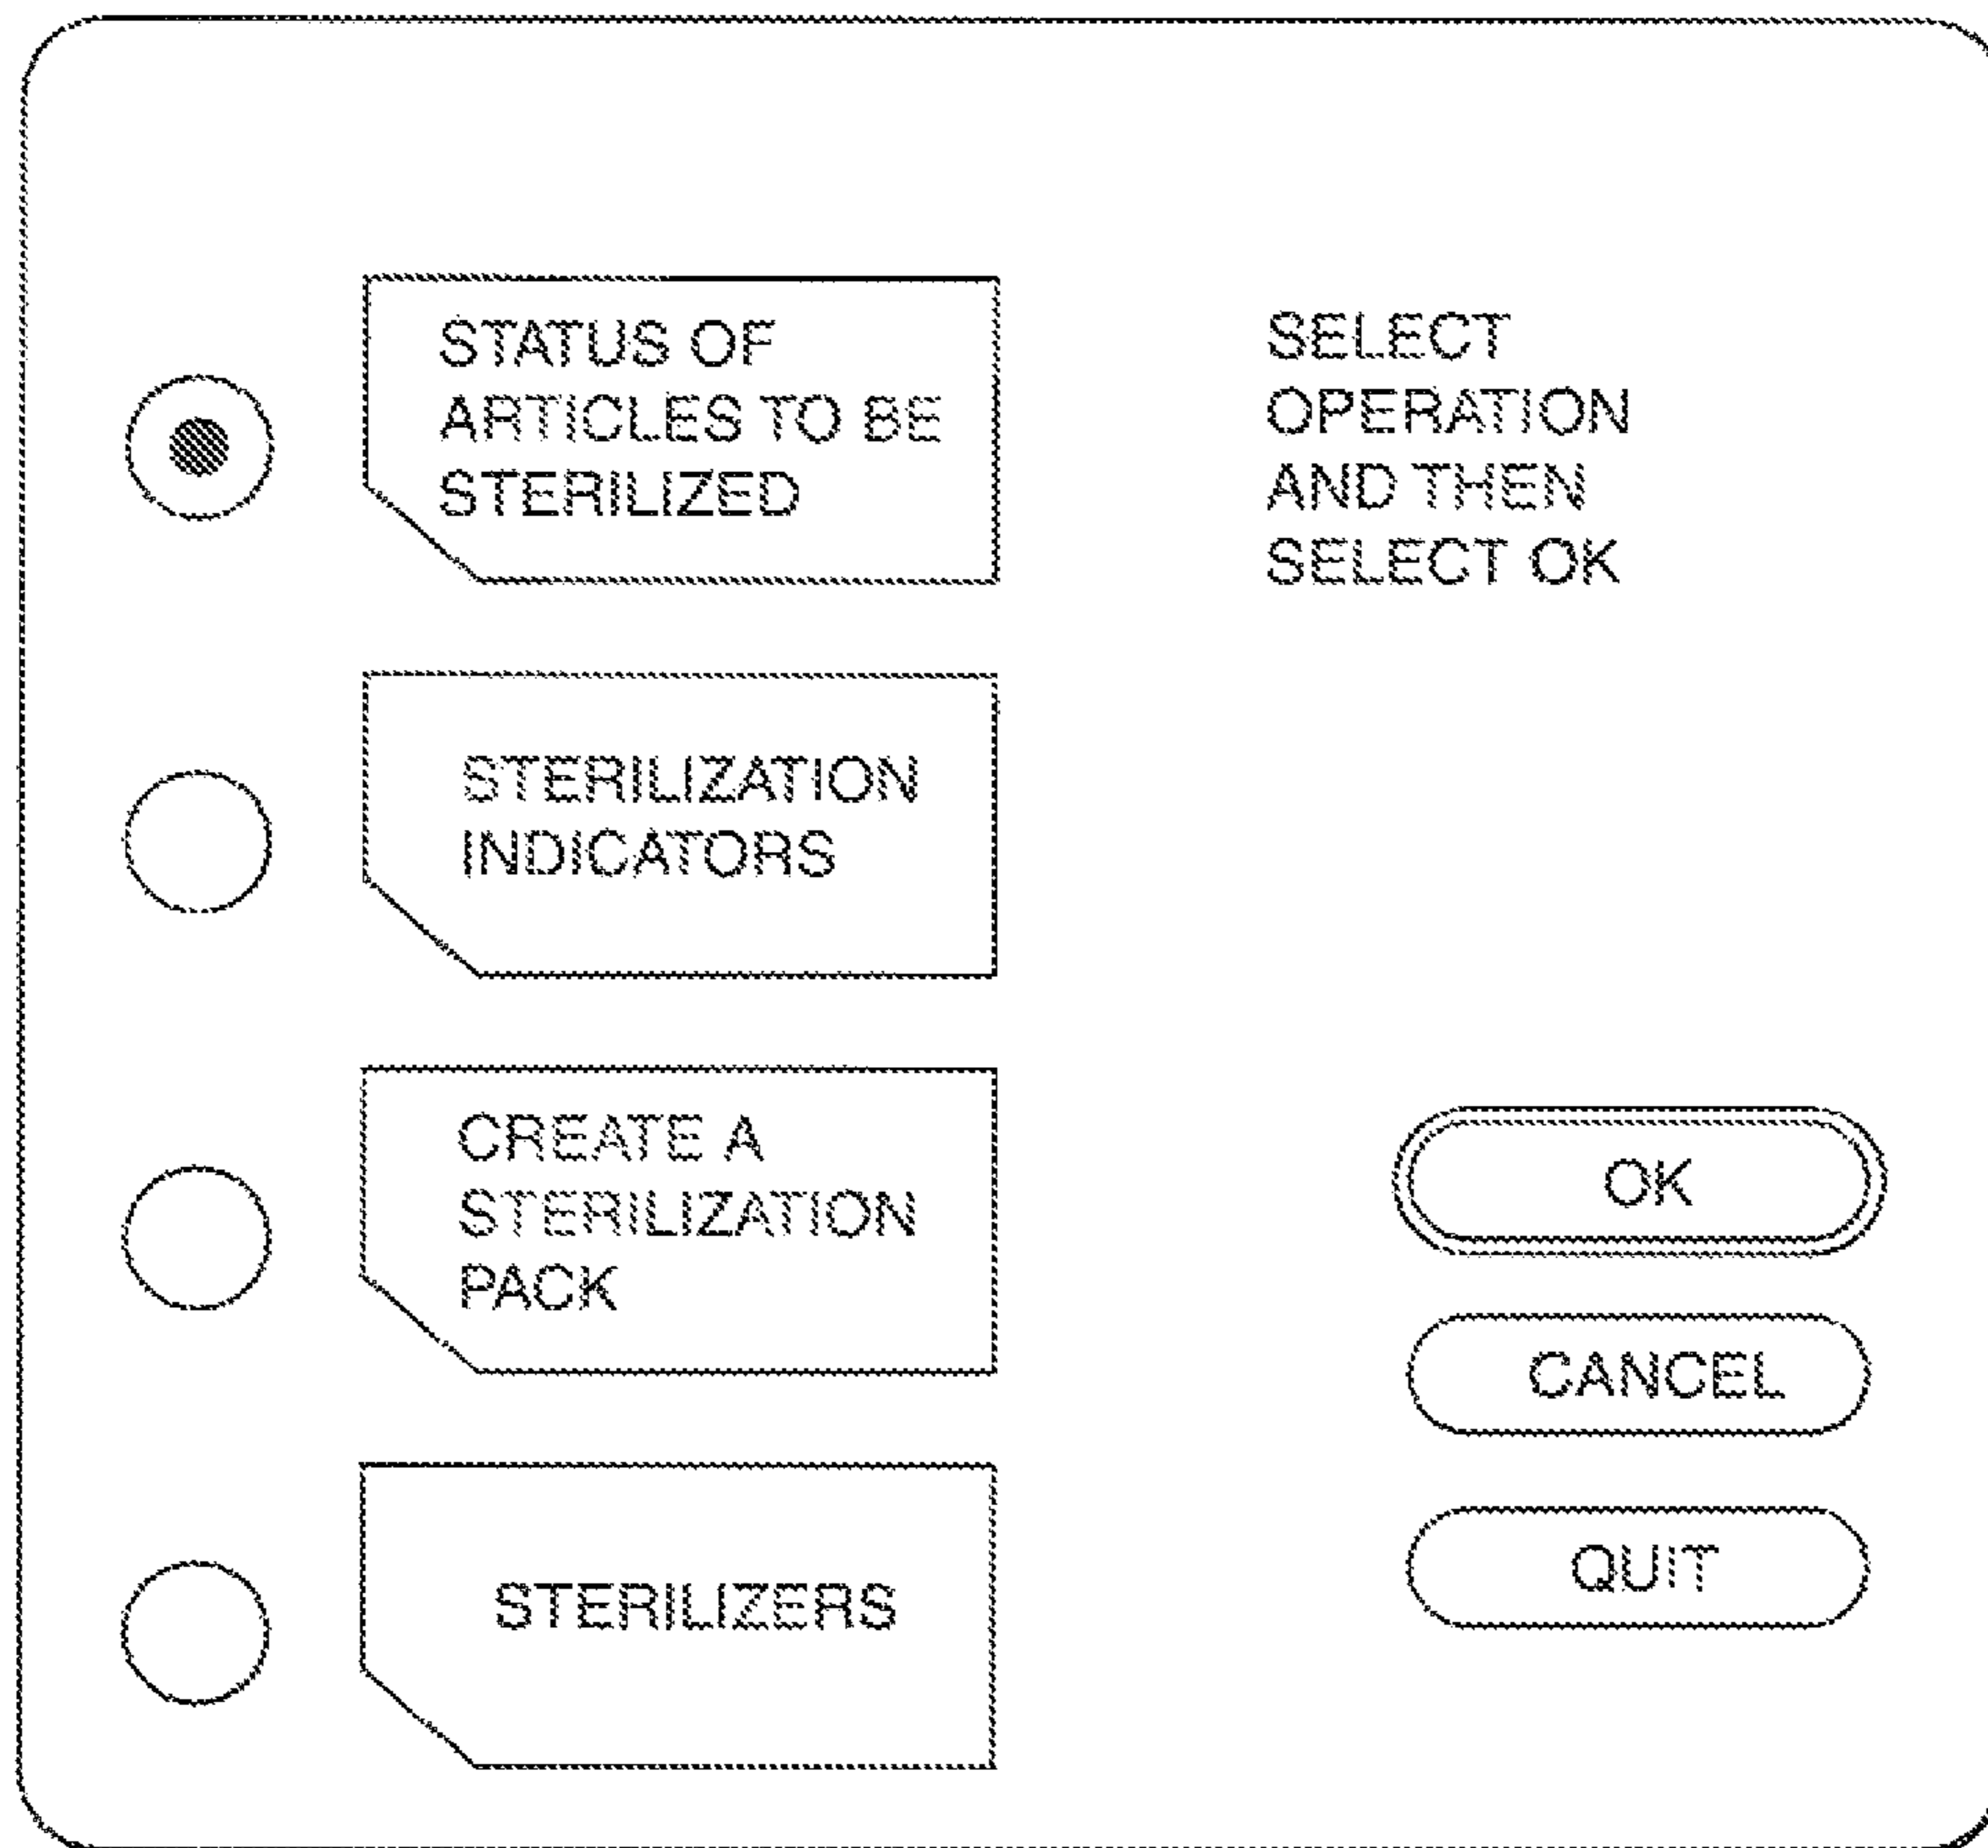 STATUS OF
ARTICLES TO BE
STERILIZED
SELECT
OPERATION
AND THEN
SELECT OK
STERILIZATION
INDICATORS
CREATE A
STERILIZATION
PACK
OK
CANCEL
STERILIZERS
QUIT